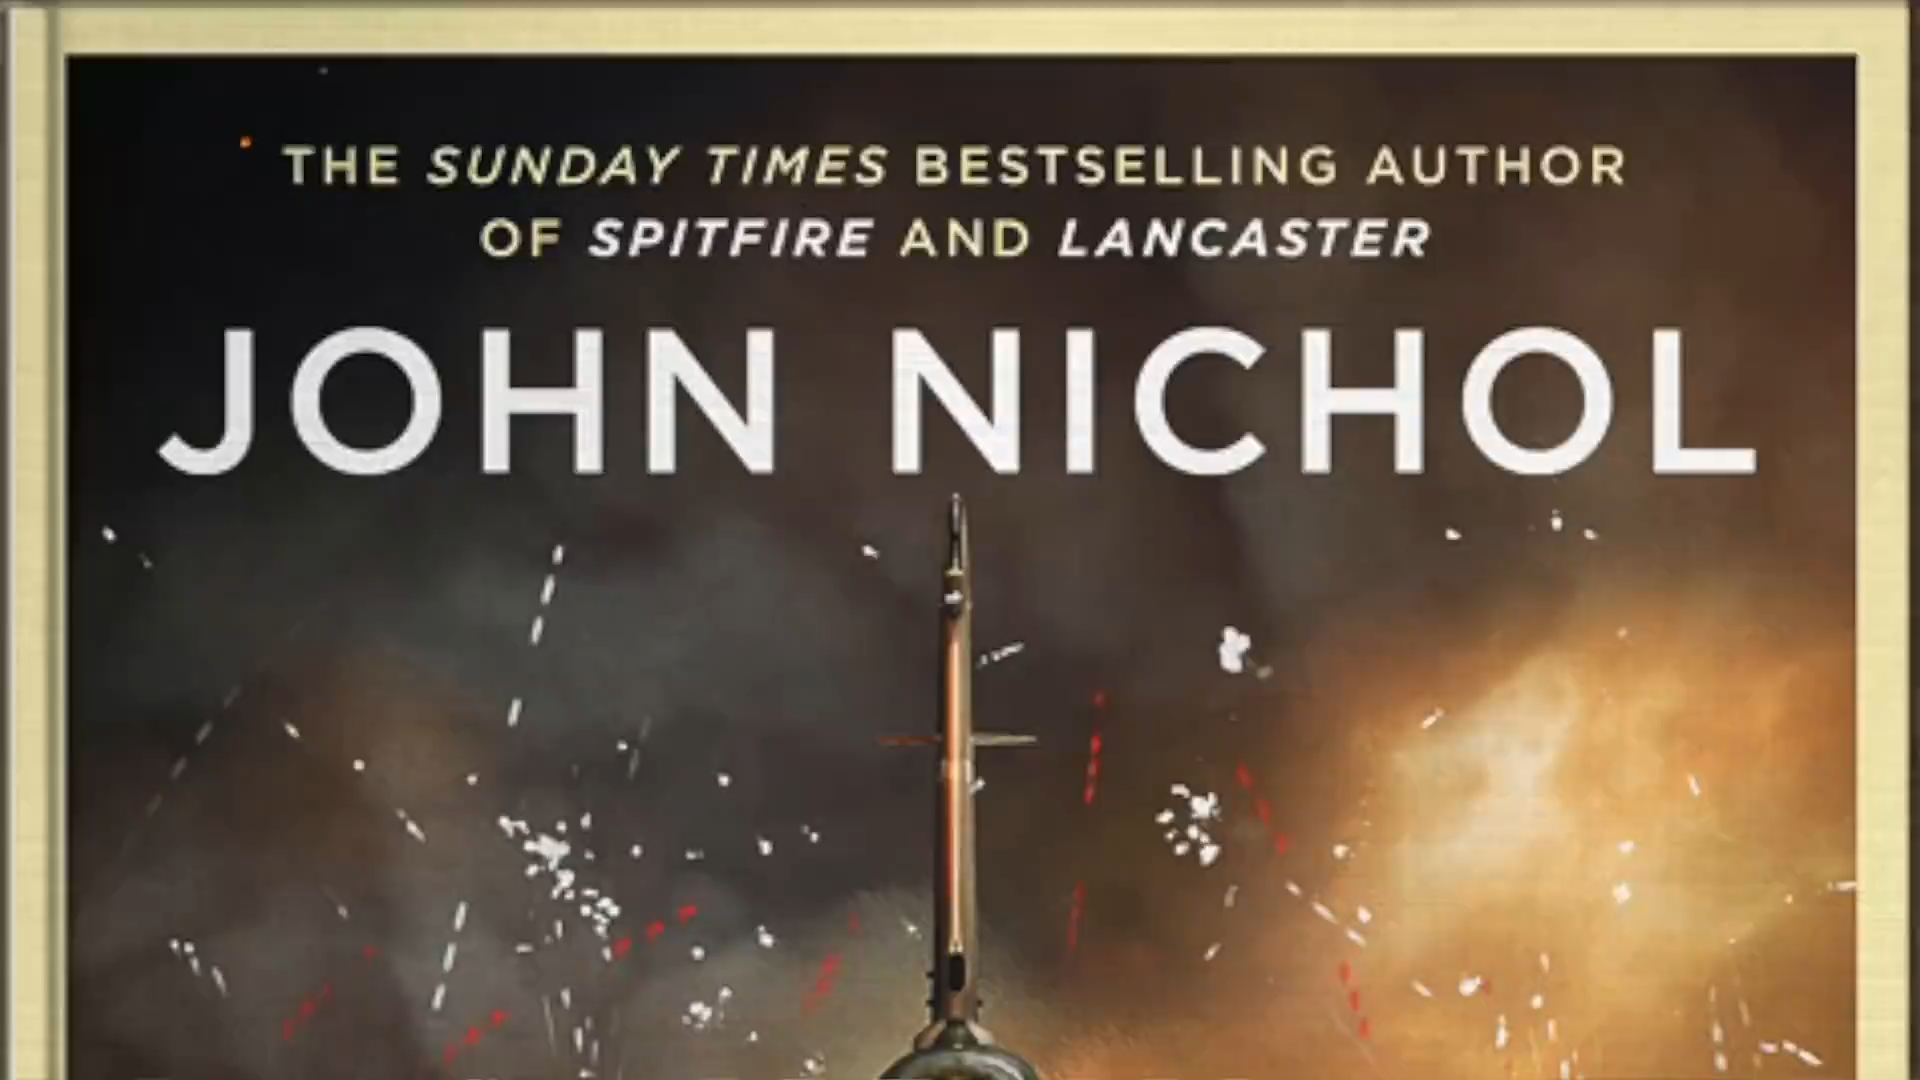 THE SUNDAY TIMES BESTSELLING AUTHOR
OF SPITFIRE AND LANCASTER
JOHN NICHOL